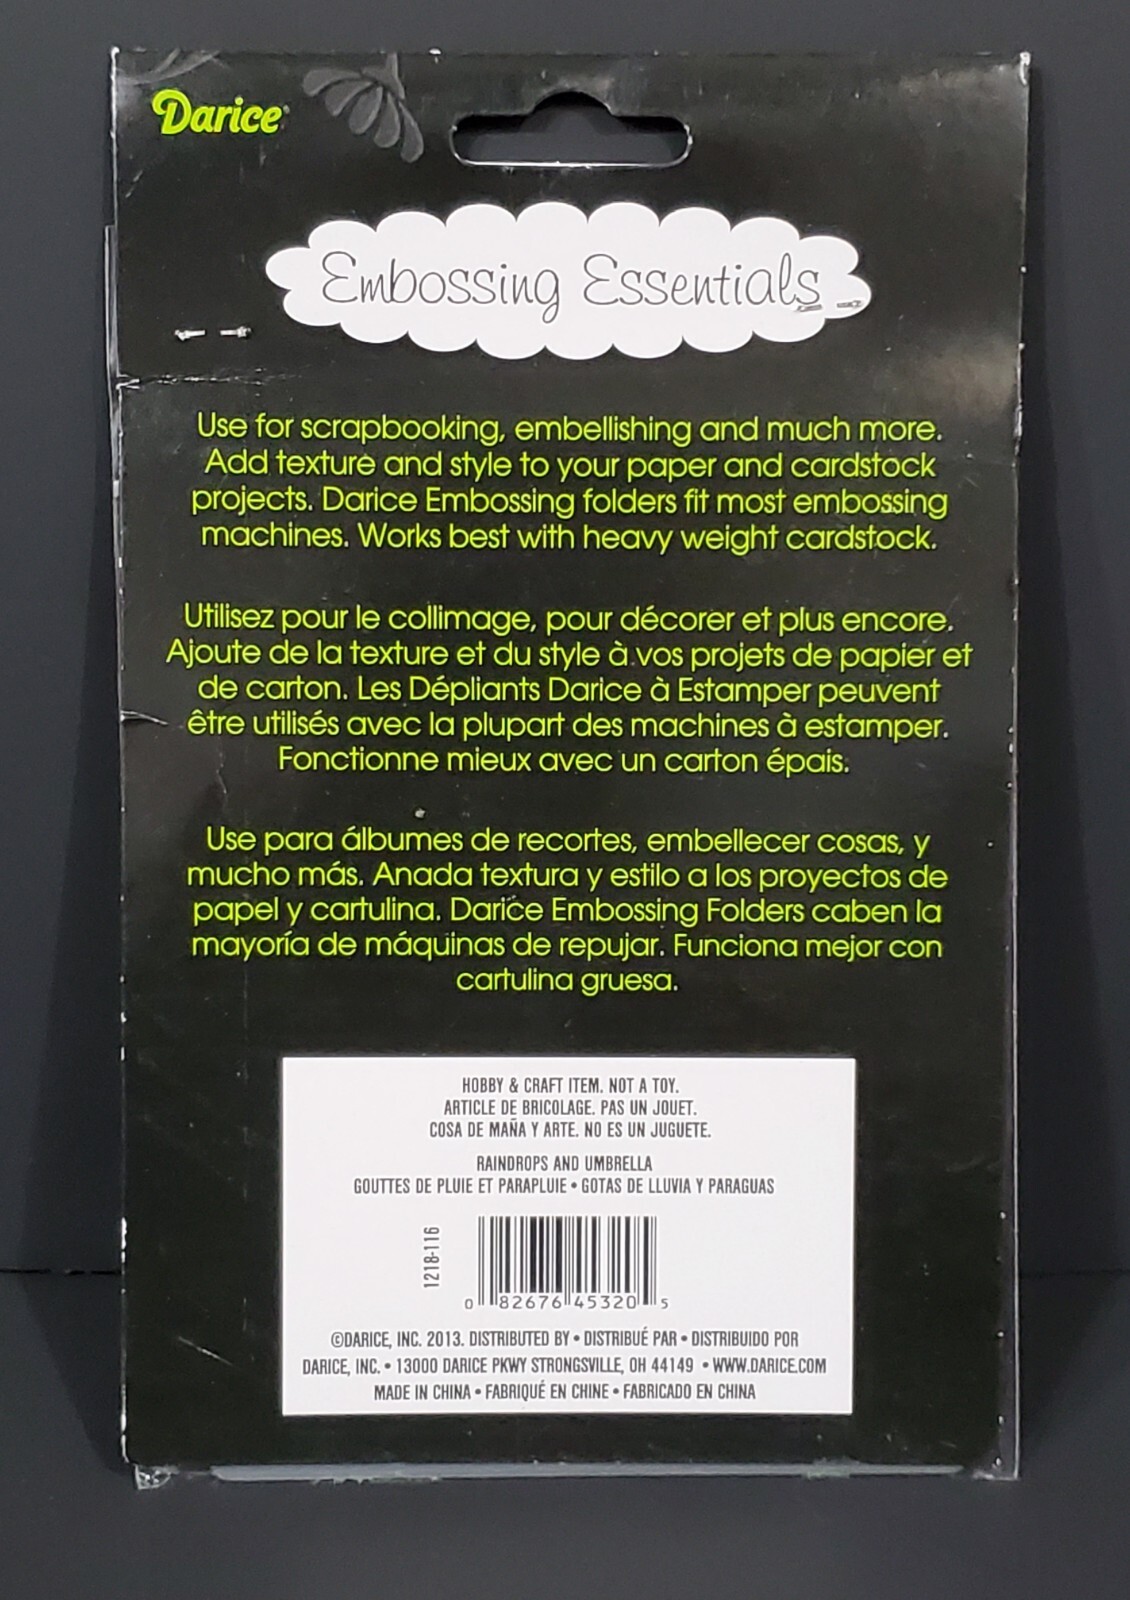 Darice
Embossing Essentials
Use for scrapbooking, embellishing and much more.
Add texture and style to your paper and cardstock
projects. Darice Embossing folders fit most embossing
machines. Works best with heavy weight cardstock.
Utilisez pour le collimage, pour décorer et plus encore.
Ajoute de la texture et du style à vos projets de papier et
de carton. Les Dépliants Darice à Estamper peuvent
être utilisés avec la plupart des machines à estamper.
Fonctionne mieux avec un carton épais.
Use para álbumes de recortes, embellecer cosas, y
mucho más. Anada textura y estilo a los proyectos de
papel y cartulina. Darice Embossing Folders caben la
mayoría de máquinas de repujar. Funciona mejor con
cartulina gruesa.
HOBBY & CRAFT ITEM. NOT A TOY.
ARTICLE DE BRICOLAGE. PAS UN JOUET.
COSA DE MAÑA Y ARTE. NO ES UN JUGUETE.
RAINDROPS AND UMBRELLA
GOUTTES DE PLUIE ET PARAPLUIE • GOTAS DE LLUVIA Y PARAGUAS
1218-116
0 82676 45320 5
©DARICE, INC. 2013. DISTRIBUTED BY • DISTRIBUÉ PAR • DISTRIBUIDO POR
DARICE, INC. • 13000 DARICE PKWY STRONGSVILLE, OH 44149 • WWW.DARICE.COM
MADE IN CHINA • FABRIQUÉ EN CHINE • FABRICADO EN CHINA